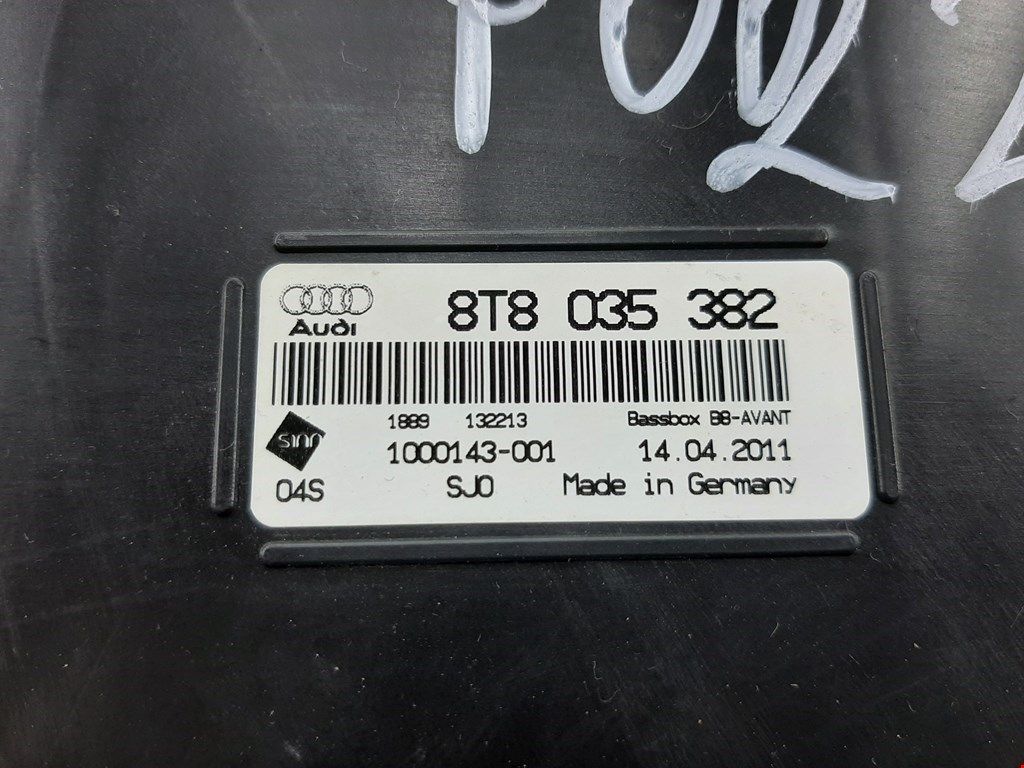 Audi 8T8 035 382
1889 132213 Bassbox B8-AVANT
1000143-001 14.04.2011
04S SJ0 Made in Germany